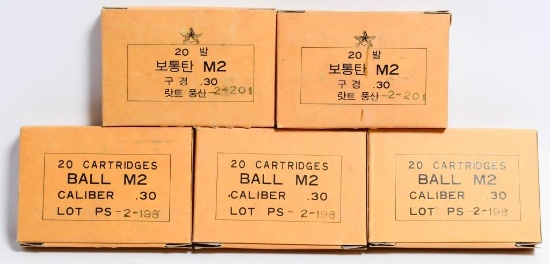 20 발
보통탄 M2
구경 .30
랏트 풍산-2-201
20 발
보통탄 M2
구경 .30
랏트 풍산-2-201
20 CARTRIDGES
BALL M2
CALIBER .30
LOT PS-2-198
20 CARTRIDGES
BALL M2
CALIBER .30
LOT PS-2-198
20 CARTRIDGES
BALL M2
CALIBER .30
LOT PS-2-198